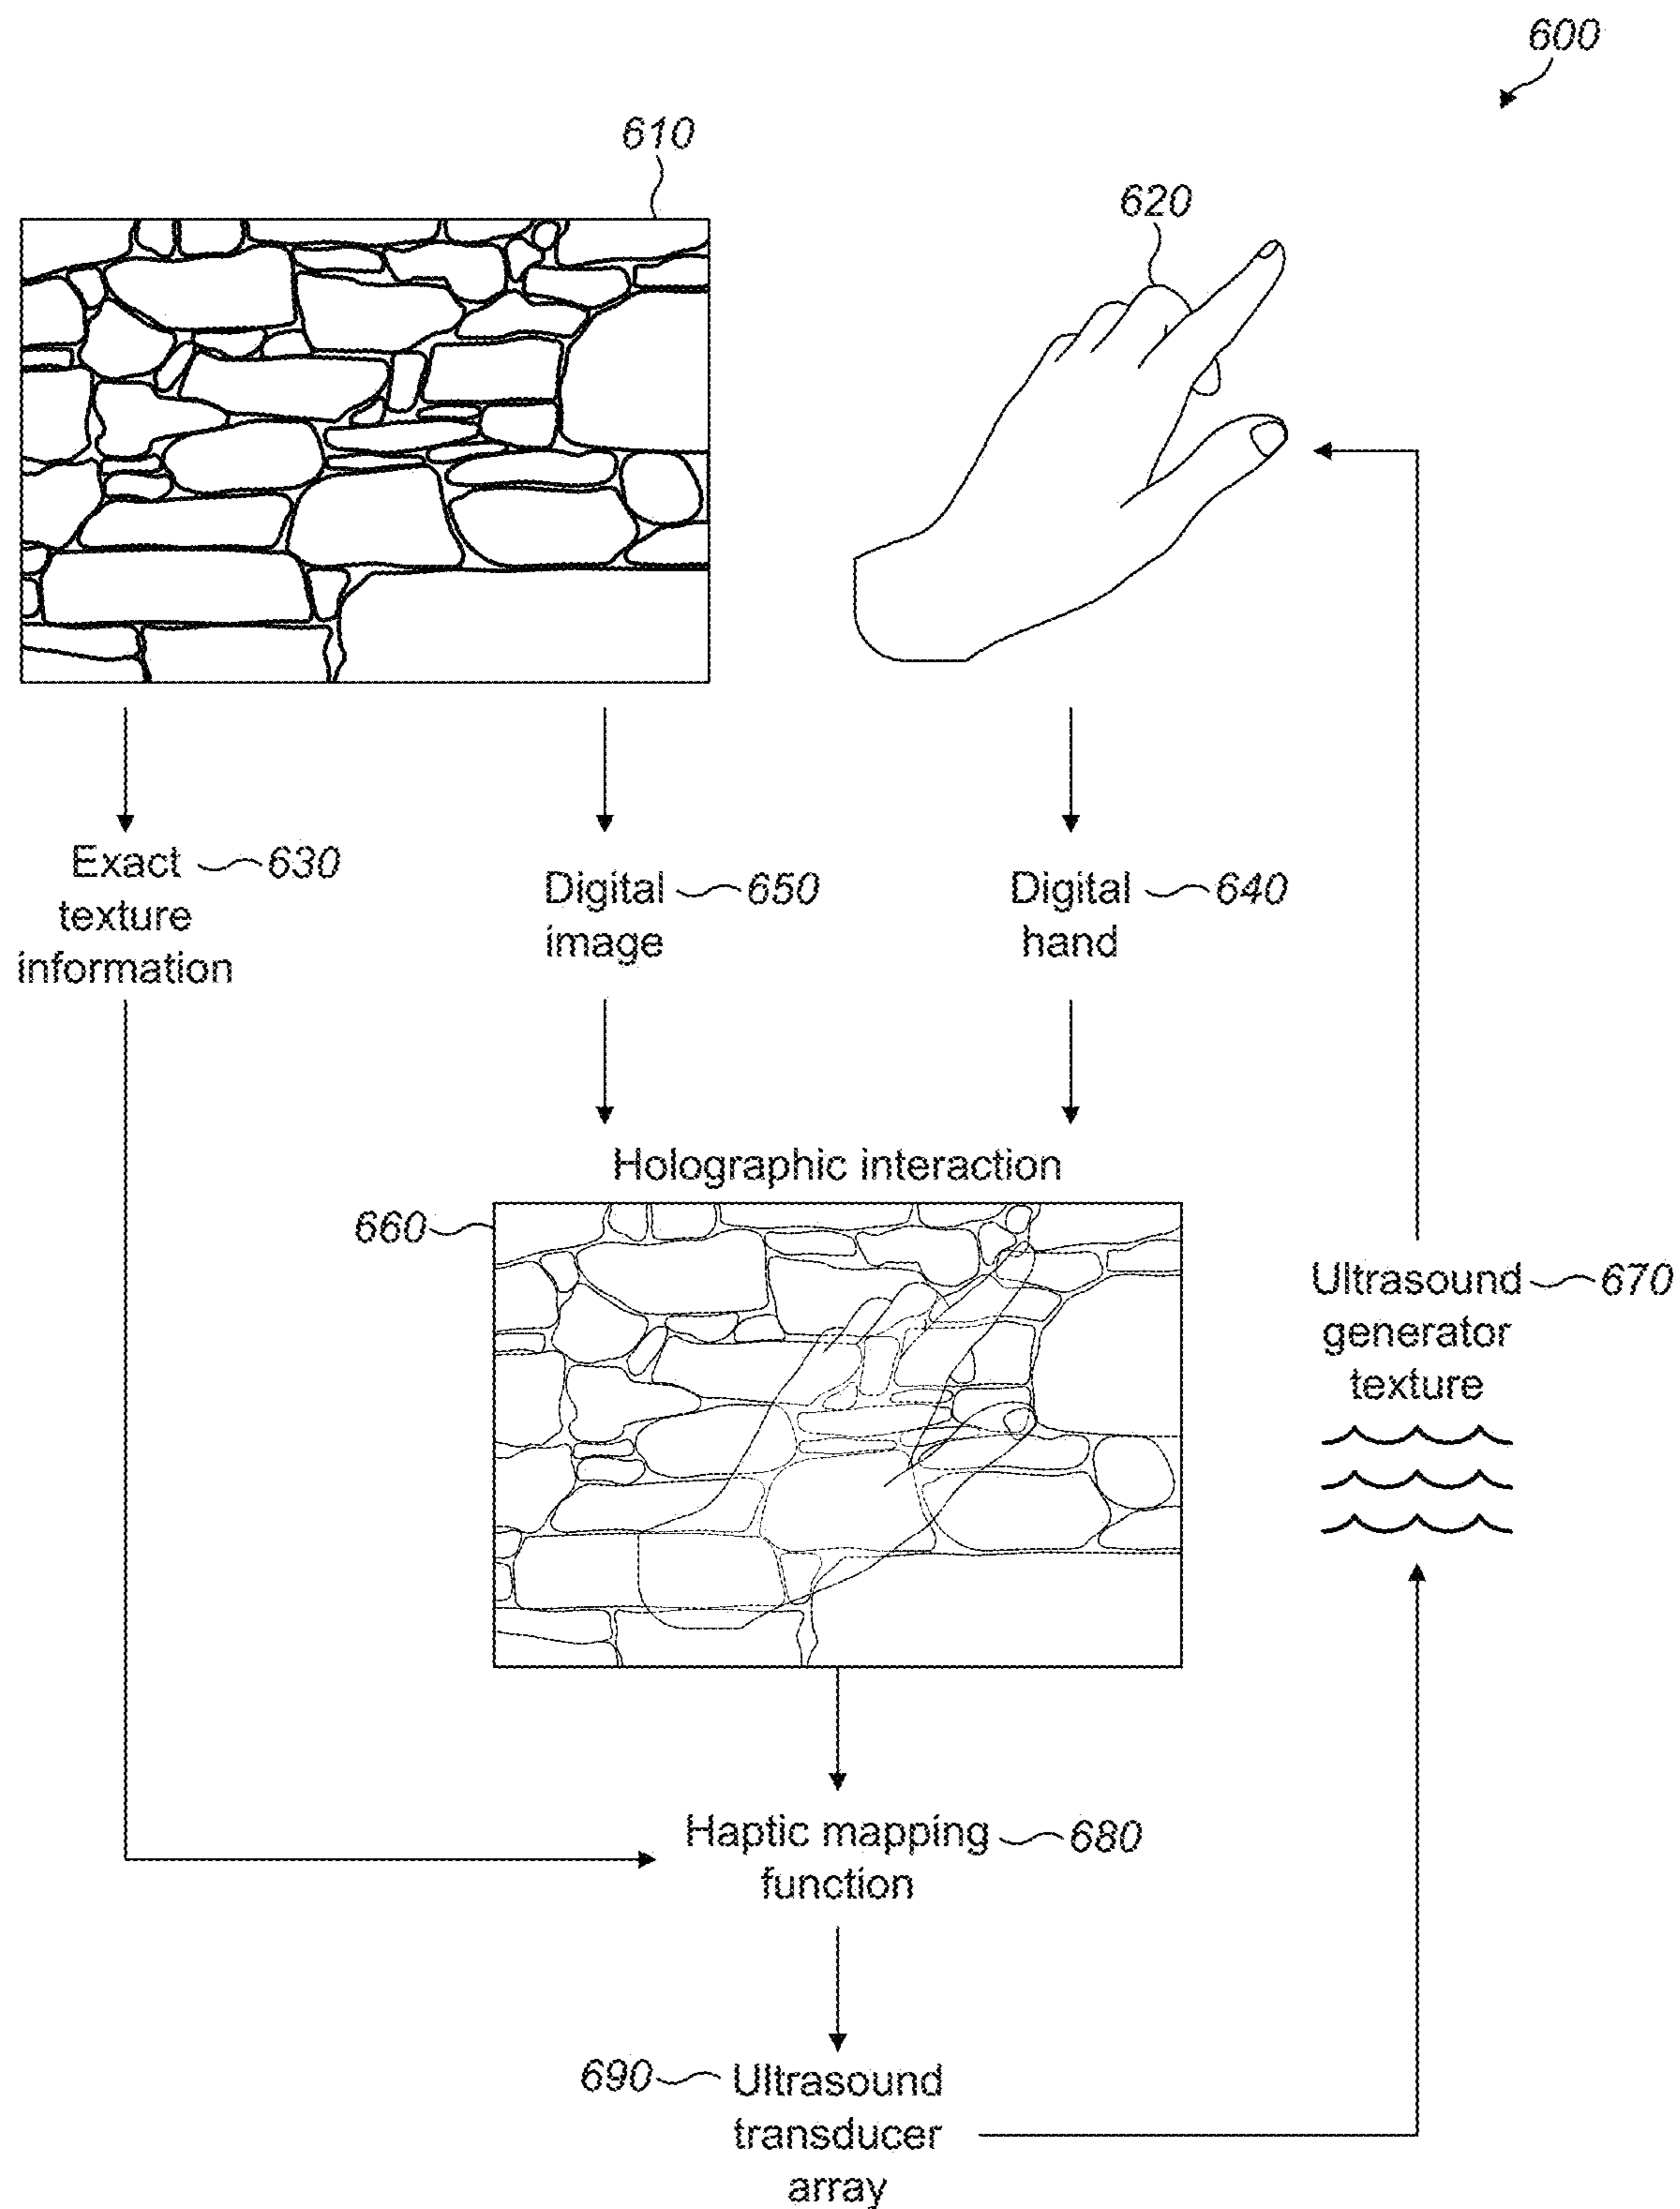 600
610
620
Exact 630
texture
information
Digital 650
image
Digital 640
hand
Holographic interaction
660
Ultrasound 670
generator
texture
Haptic mapping 680
function
690 Ultrasound
transducer
array